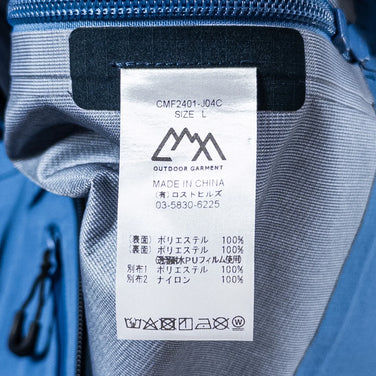 CMF2401-J04C
SIZE L
OUTDOOR GARMENT
MADE IN CHINA
(有)ロストヒルズ
03-5830-6225
(表面) ポリエステル 100%
(裏面) ポリエステル 100%
(透湿耐水PUフィルム使用)
別布1 ポリエステル 100%
別布2 ナイロン 100%